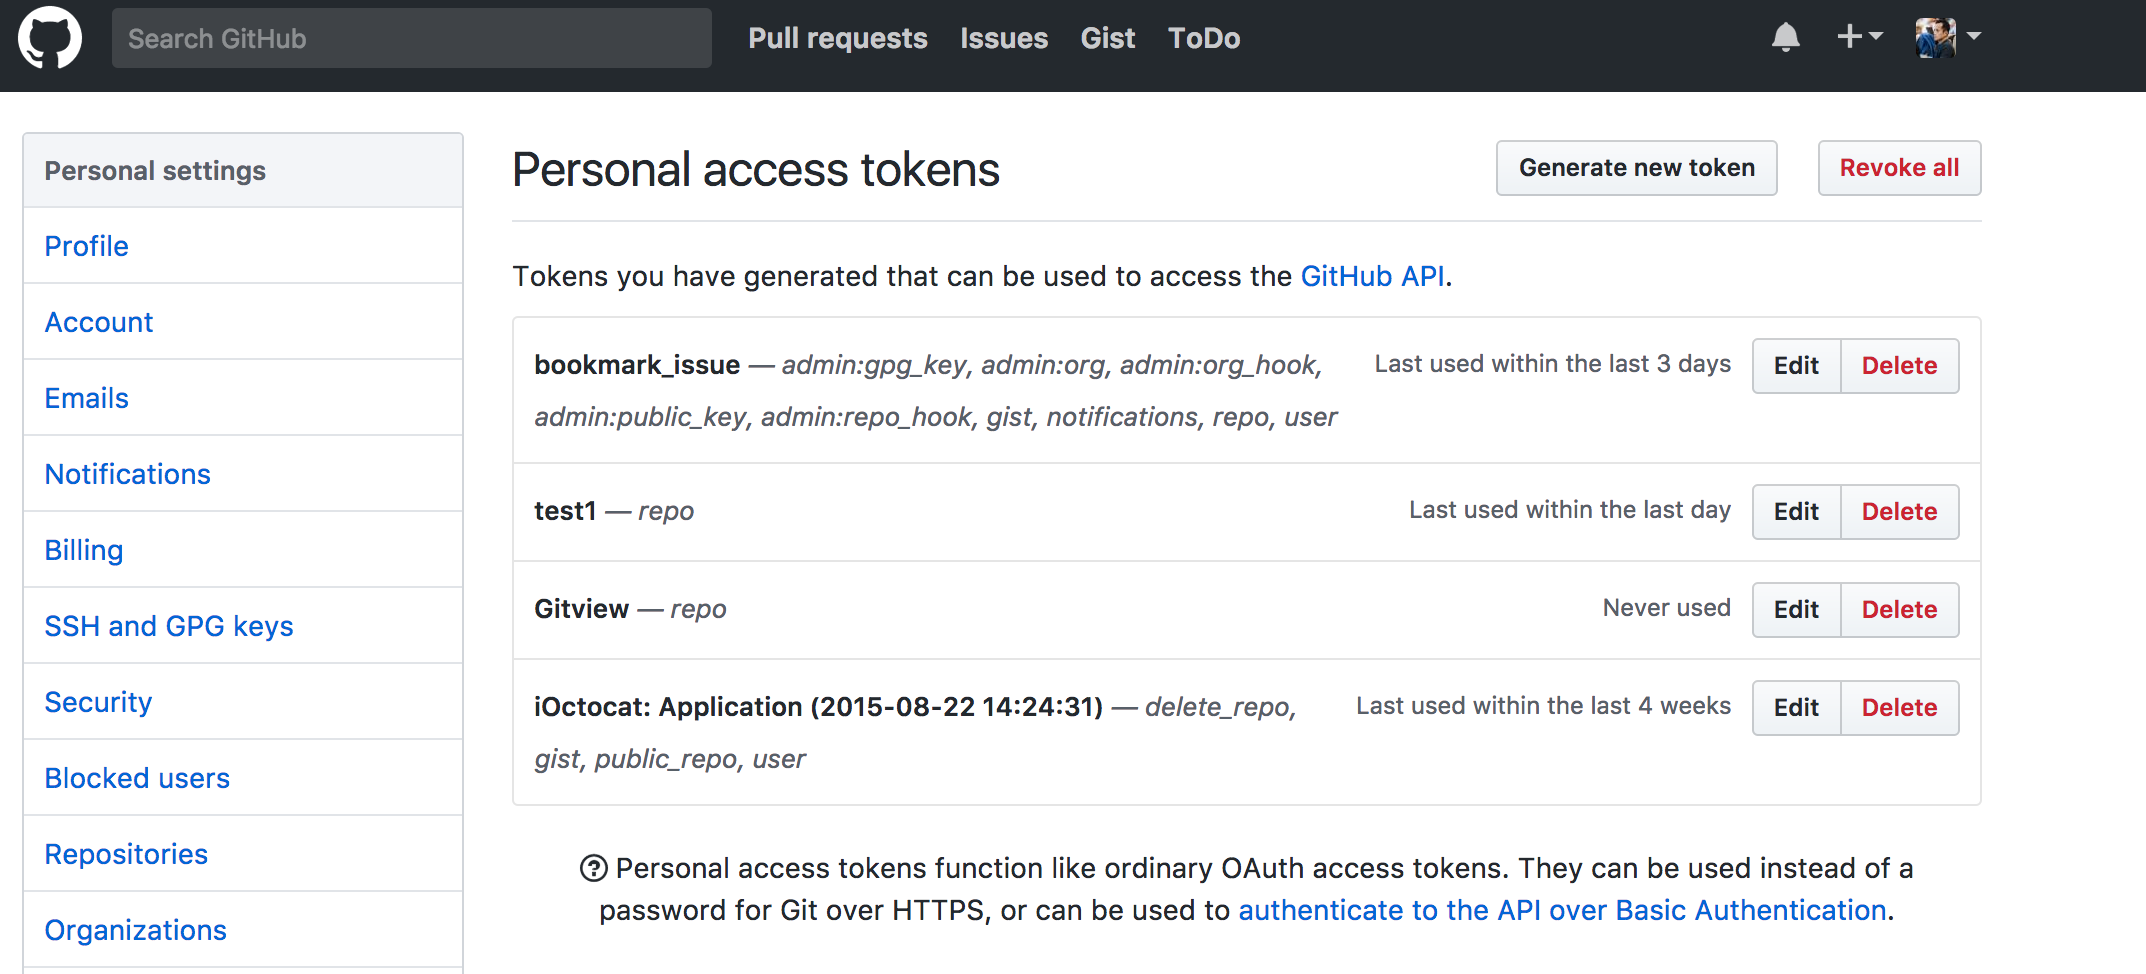 Search GitHub
Pull requests
Issues
Gist
ToDo
Personal settings
Profile
Account
Emails
Notifications
Billing
SSH and GPG keys
Security
Blocked users
Repositories
Organizations
Personal access tokens
Generate new token
Revoke all
Tokens you have generated that can be used to access the GitHub API.
bookmark_issue — admin:gpg_key, admin:org, admin:org_hook,
admin:public_key, admin:repo_hook, gist, notifications, repo, user
Last used within the last 3 days
Edit
Delete
test1 — repo
Last used within the last day
Edit
Delete
Gitview — repo
Never used
Edit
Delete
iOctocat: Application (2015-08-22 14:24:31) — delete_repo,
gist, public_repo, user
Last used within the last 4 weeks
Edit
Delete
Personal access tokens function like ordinary OAuth access tokens. They can be used instead of a
password for Git over HTTPS, or can be used to authenticate to the API over Basic Authentication.